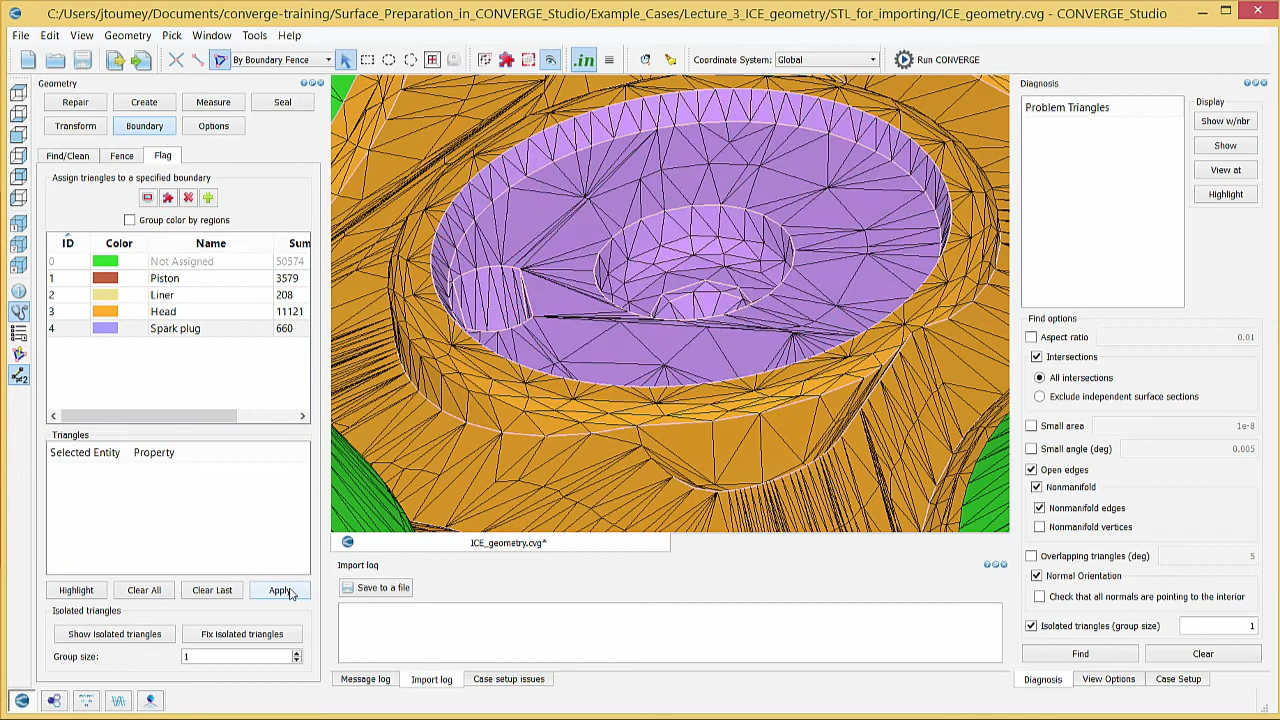 C:/Users/jtoumey/Documents/converge-training/Surface_Preparation_in_CONVERGE_Studio/Example_Cases/Lecture_3_ICE_geometry/STL_for_importing/ICE_geometry.cvg - CONVERGE_Studio
File Edit View Geometry Pick Window Tools Help
By Boundary Fence .in Coordinate System: Global Run CONVERGE
Geometry
Repair Create Measure Seal
Transform Boundary Options
Find/Clean Fence Flag
Assign triangles to a specified boundary
Group color by regions
ID Color Name Sum
0 Not Assigned 50574
1 Piston 3579
2 Liner 208
3 Head 11121
4 Spark plug 660
Triangles
Selected Entity Property
Highlight Clear All Clear Last Apply
Isolated triangles
Show isolated triangles Fix isolated triangles
Group size: 1
ICE_geometry.cvg*
Import log
Save to a file
Message log Import log Case setup issues
Diagnosis
Problem Triangles
Display
Show w/nbr
Show
View at
Highlight
Find options
Aspect ratio 0.01
Intersections
All intersections
Exclude independent surface sections
Small area 1e-8
Small angle (deg) 0.005
Open edges
Nonmanifold
Nonmanifold edges
Nonmanifold vertices
Overlapping triangles (deg) 5
Normal Orientation
Check that all normals are pointing to the interior
Isolated triangles (group size) 1
Find Clear
Diagnosis View Options Case Setup